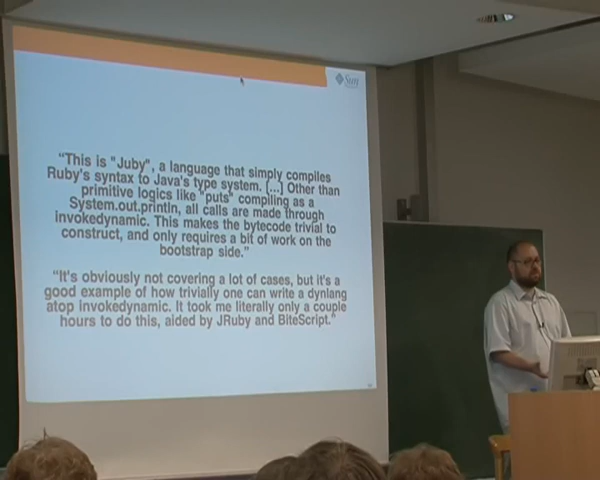 Sun
“This is "Juby", a language that simply compiles
Ruby's syntax to Java's type system. [...] Other than
primitive logics like "puts" compiling as a
System.out.println, all calls are made through
invokedynamic. This makes the bytecode trivial to
construct, and only requires a bit of work on the
bootstrap side.”
“It's obviously not covering a lot of cases, but it's a
good example of how trivially one can write a dynlang
atop invokedynamic. It took me literally only a couple
hours to do this, aided by JRuby and BiteScript.”